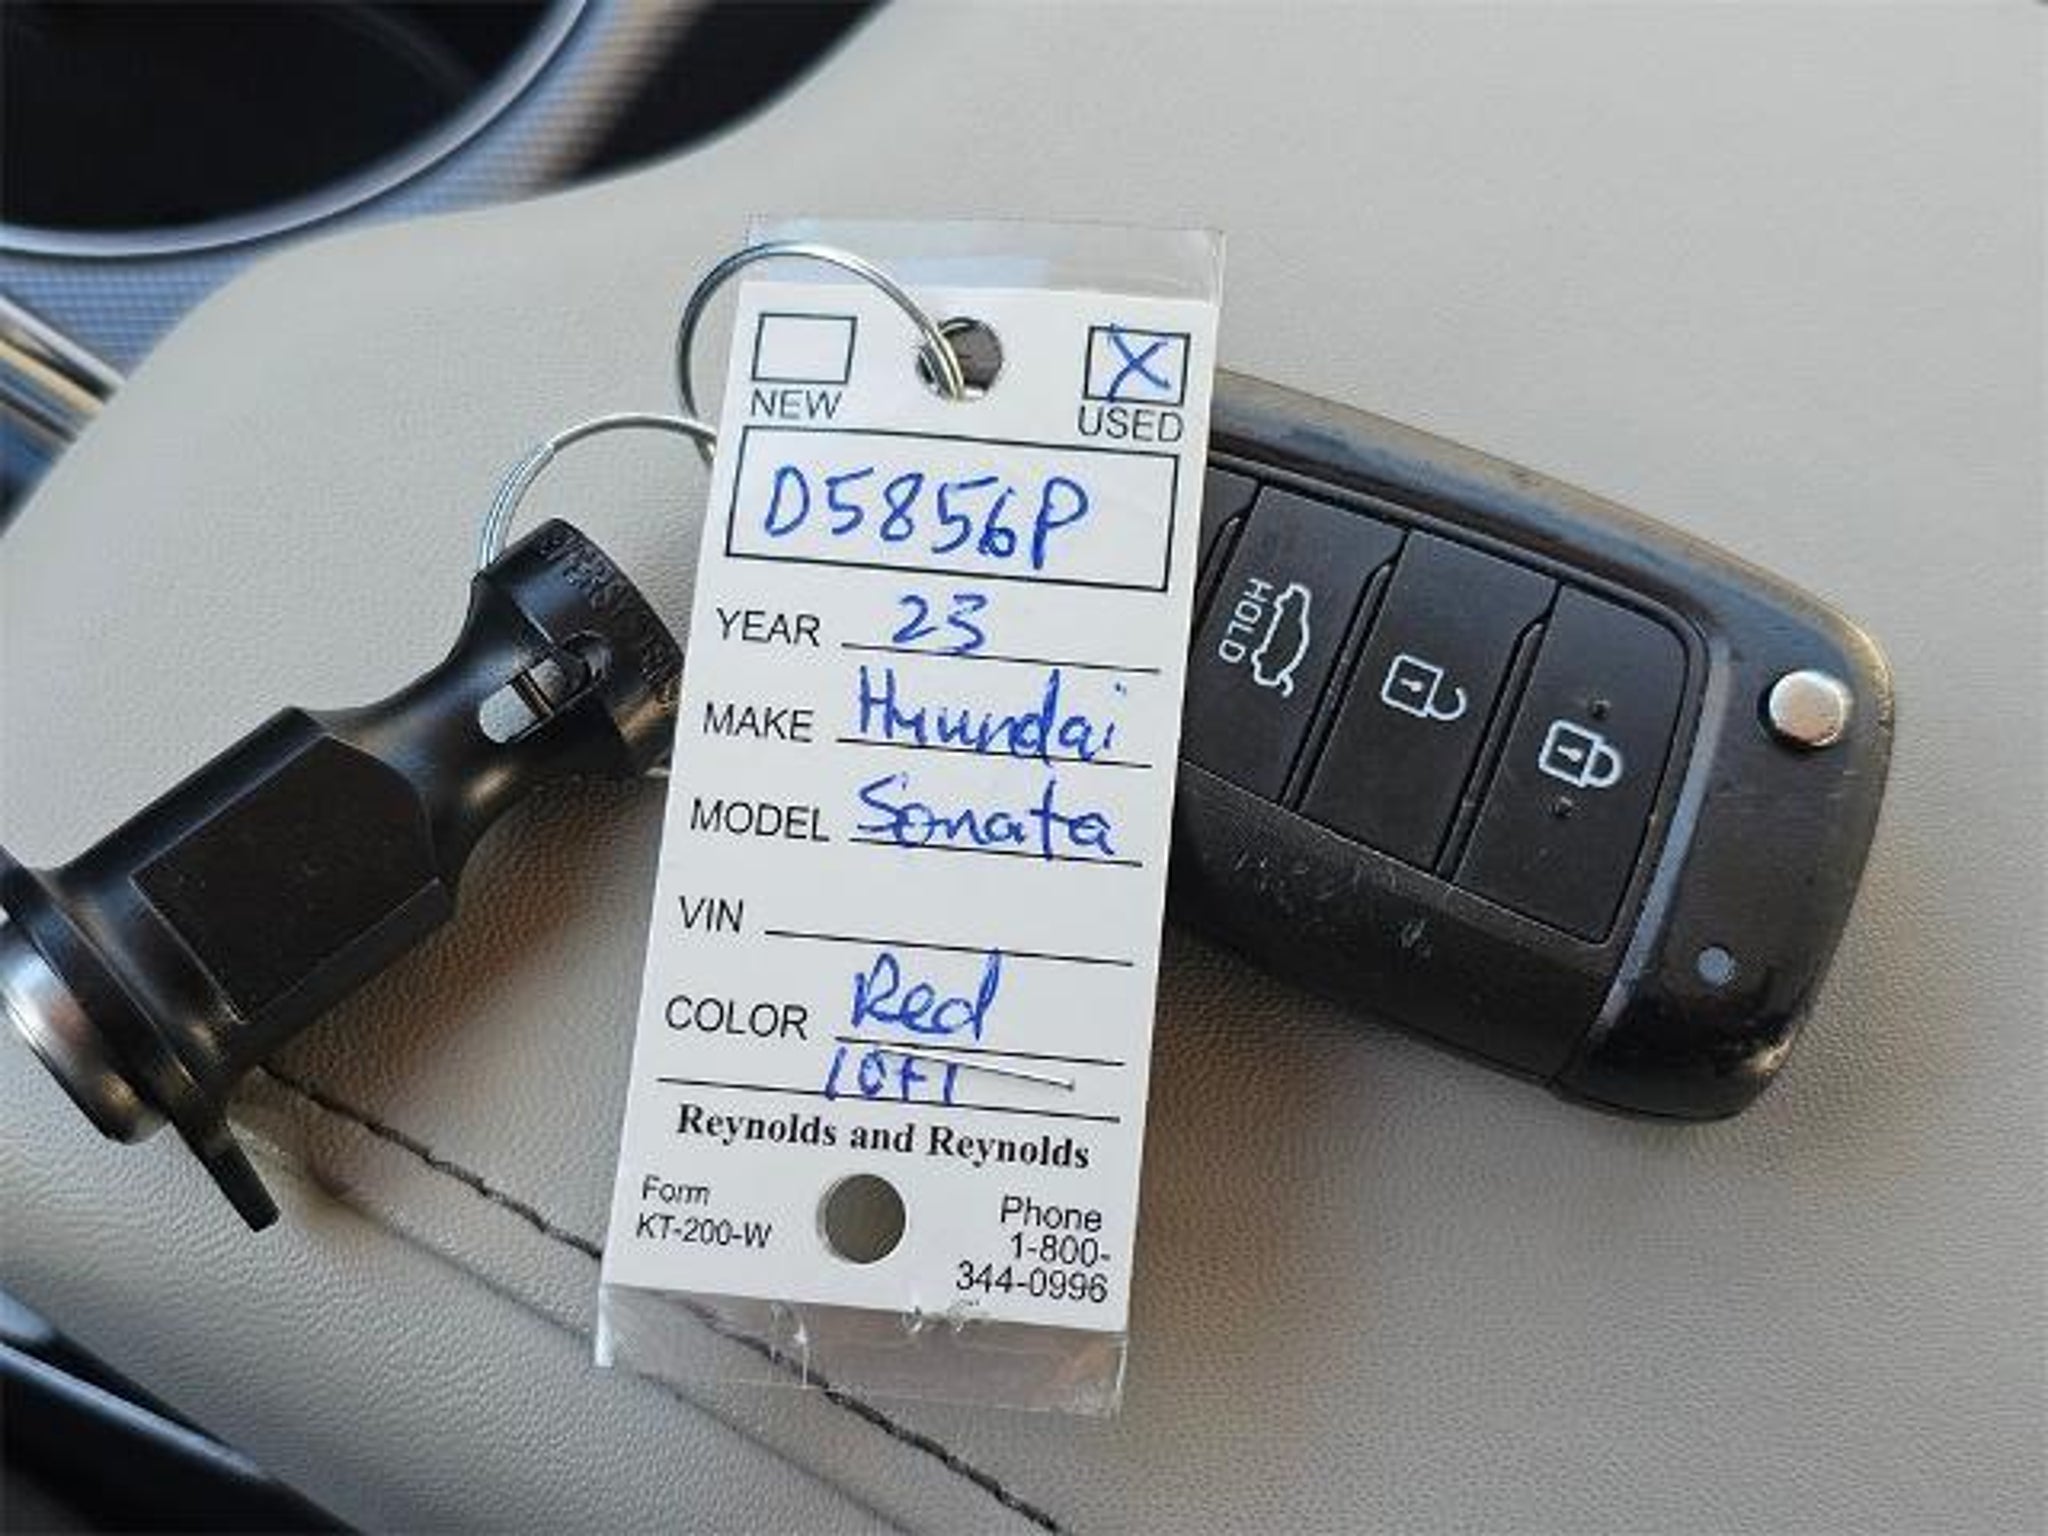 NEW USED
D5856P
YEAR 23
MAKE Hyundai
MODEL Sonata
VIN
COLOR Red
Reynolds and Reynolds
Form
KT-200-W
Phone
1-800-
344-0996
HOLD